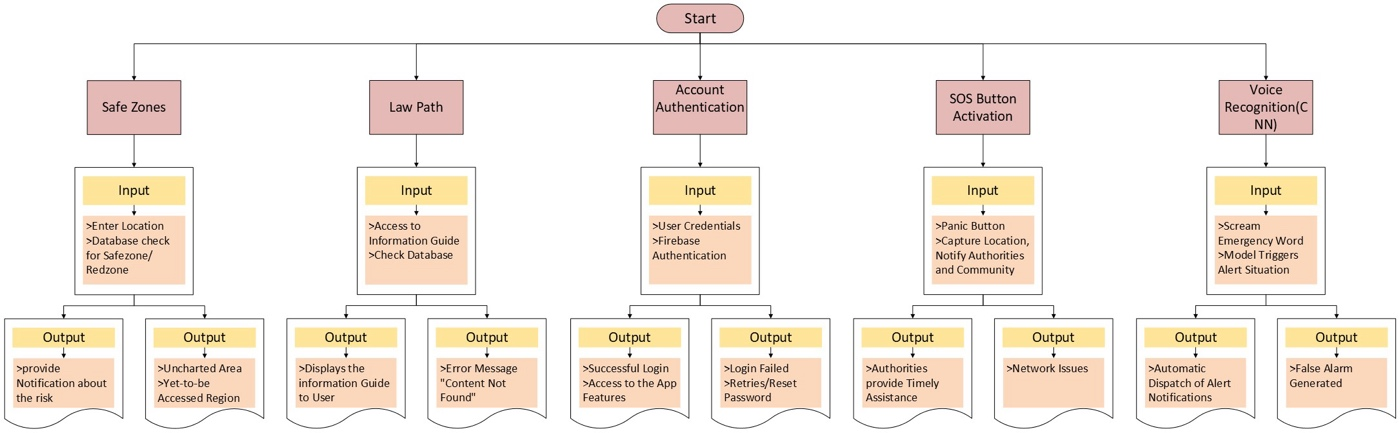 Start
Safe Zones
Law Path
Account
Authentication
SOS Button
Activation
Voice
Recognition(C
NN)
Input
>Enter Location
>Database check
for Safezone/
Redzone
Input
>Access to
Information Guide
>Check Database
Input
>User Credentials
>Firebase
Authentication
Input
>Panic Button
>Capture Location,
Notify Authorities
and Community
Input
>Scream
Emergency Word
>Model Triggers
Alert Situation
Output
>provide
Notification about
the risk
Output
>Uncharted Area
>Yet-to-be
Accessed Region
Output
>Displays the
information Guide
to User
Output
>Error Message
"Content Not
Found"
Output
>Successful Login
>Access to the App
Features
Output
>Login Failed
>Retries/Reset
Password
Output
>Authorities
provide Timely
Assistance
Output
>Network Issues
Output
>Automatic
Dispatch of Alert
Notifications
Output
>False Alarm
Generated